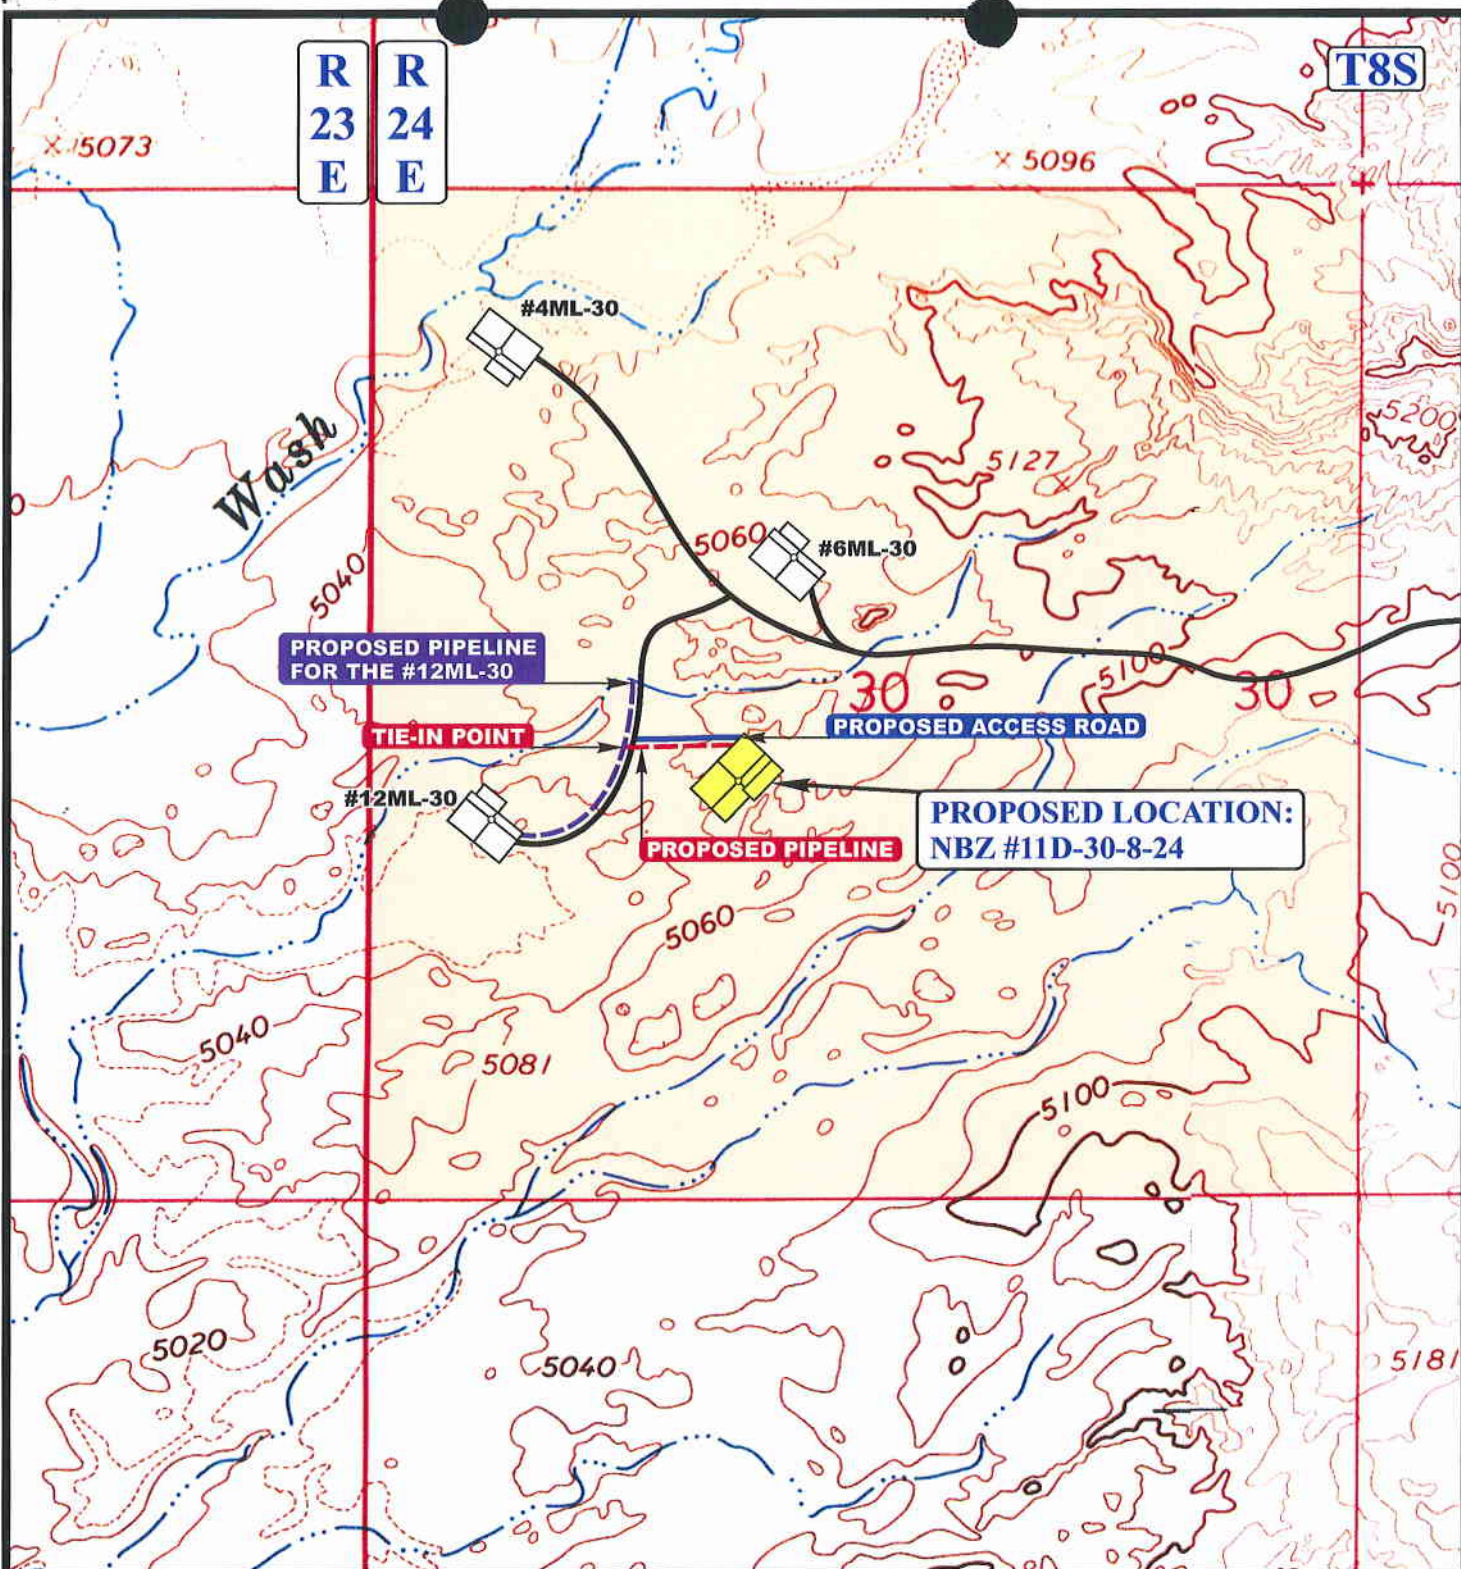 R
23
E
R
24
E
T8S
5073
5096
#4ML-30
5200
Wash
5127
5060
#6ML-30
5040
PROPOSED PIPELINE
FOR THE #12ML-30
5100
30
30
TIE-IN POINT
PROPOSED ACCESS ROAD
#12ML-30
PROPOSED LOCATION:
NBZ #11D-30-8-24
PROPOSED PIPELINE
5100
5060
5040
5081
5100
5020
5040
5181